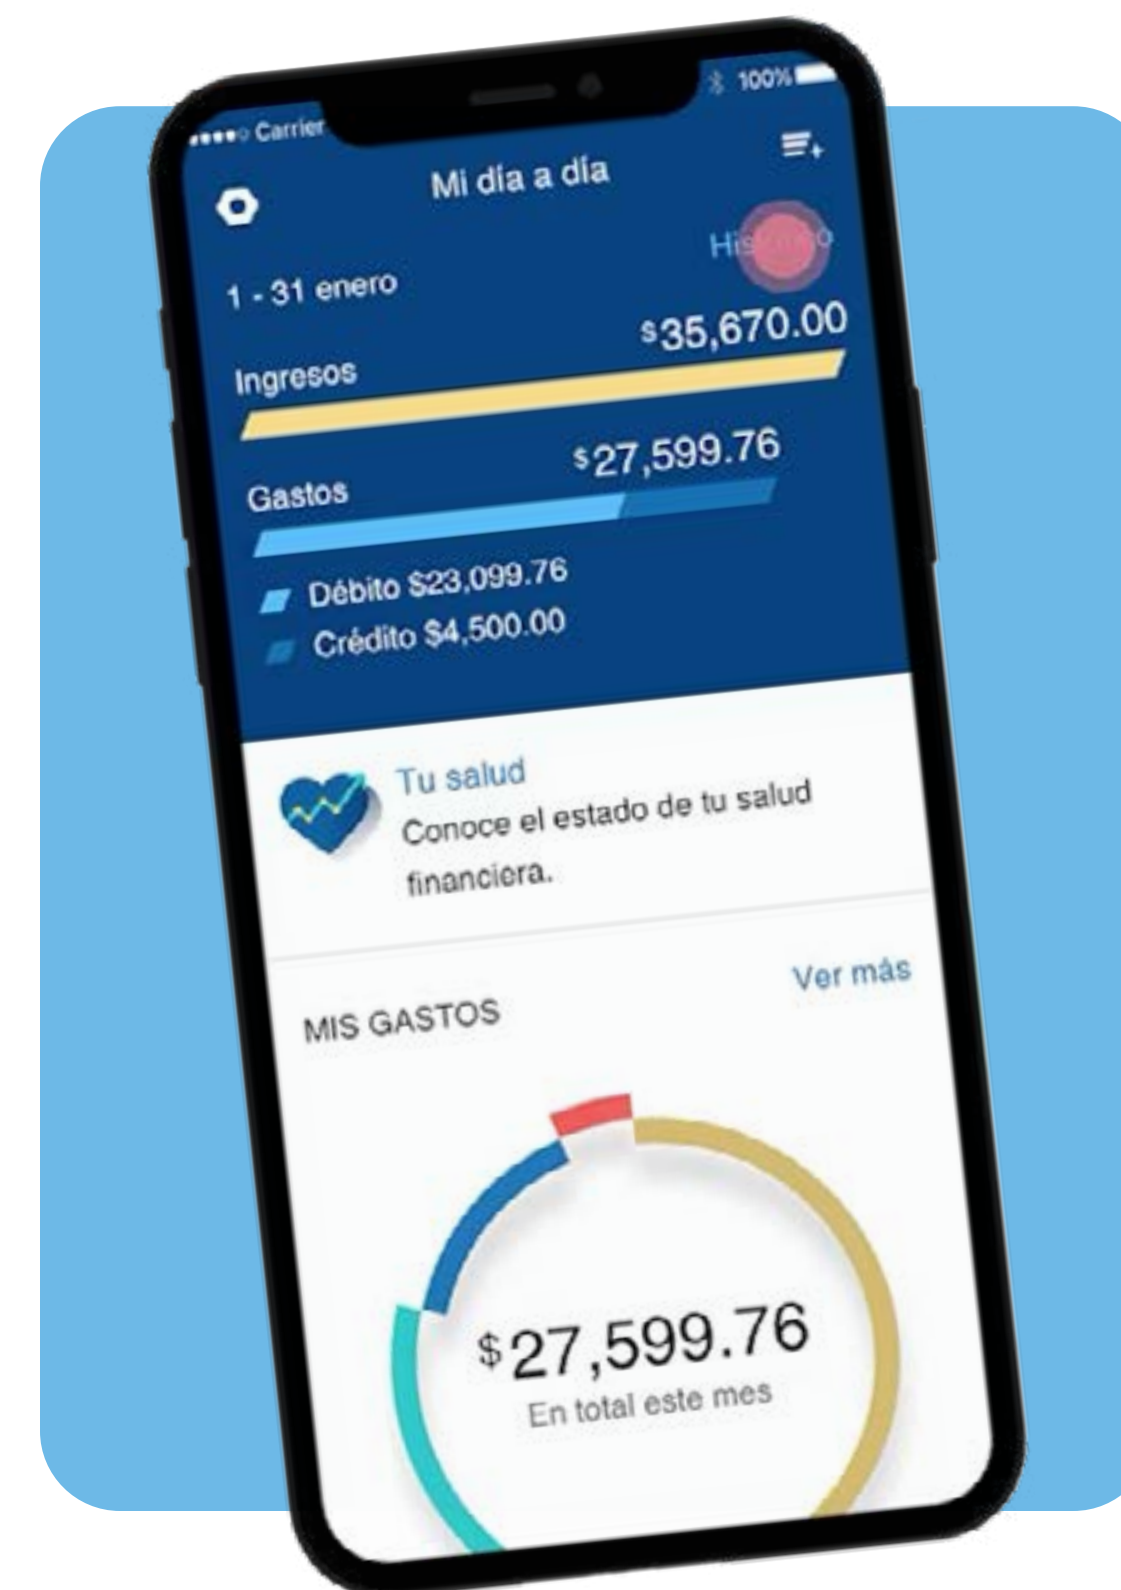 Carrier
100%
Mi día a día
1 - 31 enero
$35,670.00
Ingresos
$27,599.76
Gastos
Débito $23,099.76
Crédito $4,500.00
Tu salud
Conoce el estado de tu salud
financiera.
Ver más
MIS GASTOS
$27,599.76
En total este mes